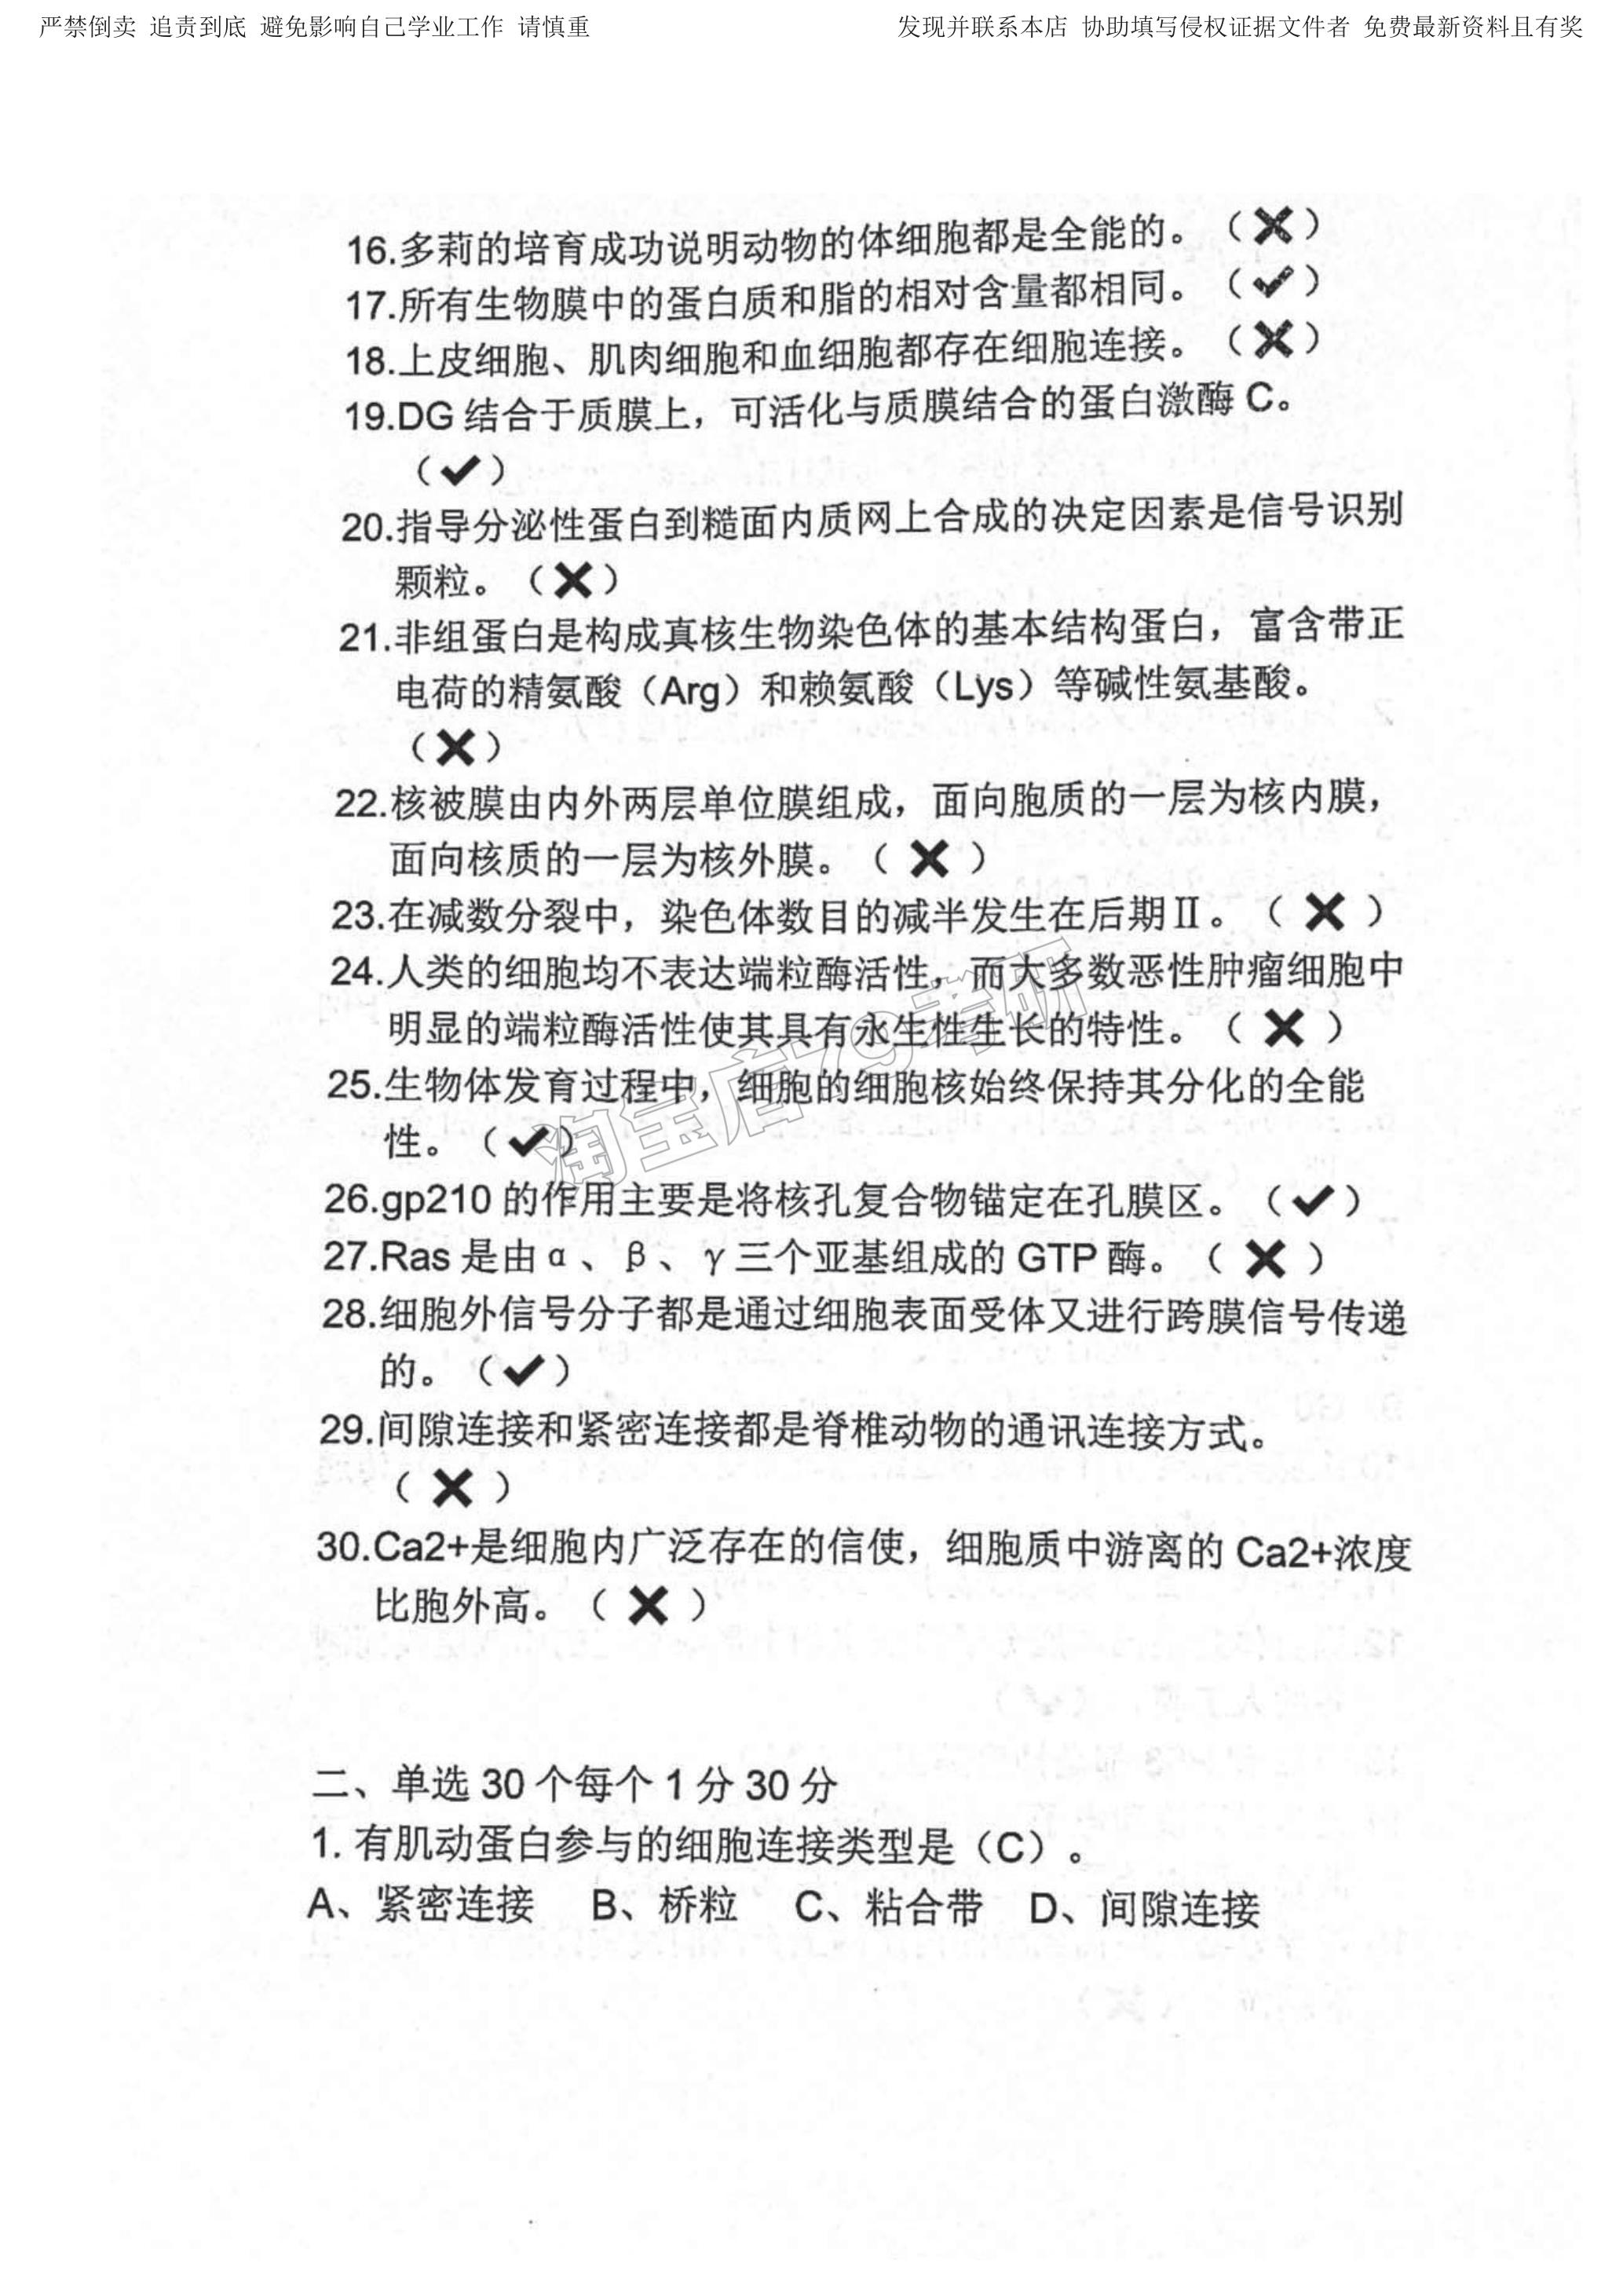 严禁倒卖 追责到底 避免影响自己学业工作 请慎重
发现并联系本店 协助填写侵权证据文件者 免费最新资料且有奖
16.多莉的培育成功说明动物的体细胞都是全能的。（✖）
17.所有生物膜中的蛋白质和脂的相对含量都相同。（✔）
18.上皮细胞、肌肉细胞和血细胞都存在细胞连接。（✖）
19.DG 结合于质膜上，可活化与质膜结合的蛋白激酶 C。
（✔）
20.指导分泌性蛋白到糙面内质网上合成的决定因素是信号识别
颗粒。（✖）
21.非组蛋白是构成真核生物染色体的基本结构蛋白，富含带正
电荷的精氨酸（Arg）和赖氨酸（Lys）等碱性氨基酸。
（✖）
22.核被膜由内外两层单位膜组成，面向胞质的一层为核内膜，
面向核质的一层为核外膜。（ ✖ ）
23.在减数分裂中，染色体数目的减半发生在后期Ⅱ。（ ✖ ）
24.人类的细胞均不表达端粒酶活性，而大多数恶性肿瘤细胞中
明显的端粒酶活性使其具有永生性生长的特性。（ ✖ ）
25.生物体发育过程中，细胞的细胞核始终保持其分化的全能
性。（✔）
淘宝店79考研
26.gp210 的作用主要是将核孔复合物锚定在孔膜区。（✔）
27.Ras 是由 α 、 β 、 γ 三个亚基组成的 GTP 酶。（ ✖ ）
28.细胞外信号分子都是通过细胞表面受体又进行跨膜信号传递
的。（✔）
29.间隙连接和紧密连接都是脊椎动物的通讯连接方式。
（ ✖ ）
30.Ca2+是细胞内广泛存在的信使，细胞质中游离的 Ca2+浓度
比胞外高。（ ✖ ）
二、单选 30 个每个 1 分 30 分
1. 有肌动蛋白参与的细胞连接类型是（C）。
A、紧密连接 B、桥粒 C、粘合带 D、间隙连接